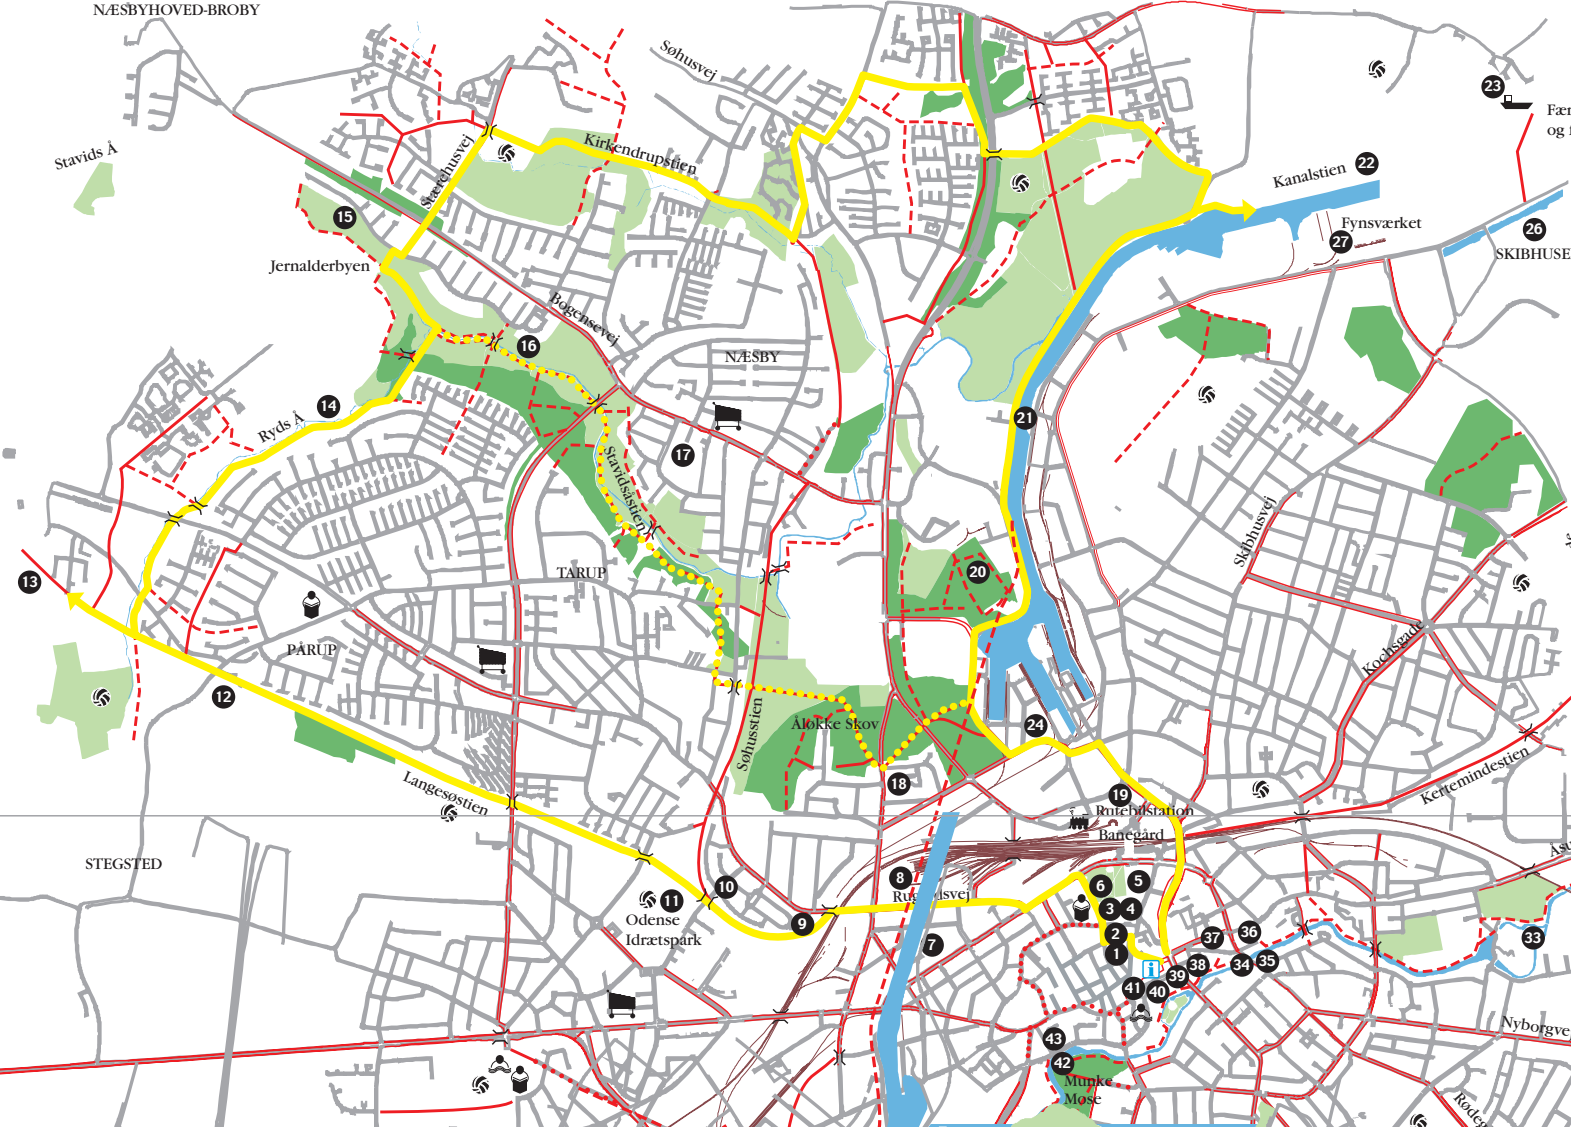 NÆSBYHOVED-BROBY
Søhusvej
23
Stavids Å
Stærehusvej
Kirkendrupstien
Kanalstien
22
15
Fynsværket
27
26
SKIBHUSE
Jernalderbyen
Bogensevej
16
NÆSBY
14
Ryds Å
17
21
Stavidsåstien
Skibhusvej
13
TARUP
20
PÅRUP
Kochsgade
12
Ålokke Skov
24
Søhusstien
18
Langesøstien
19
Kertemindestien
Rutebilstation
Banegård
STEGSTED
8
6
5
10
11
3
4
Odense
Idrætspark
9
7
2
1
37
36
33
38
34
35
39
41
40
i
43
42
Munke
Mose